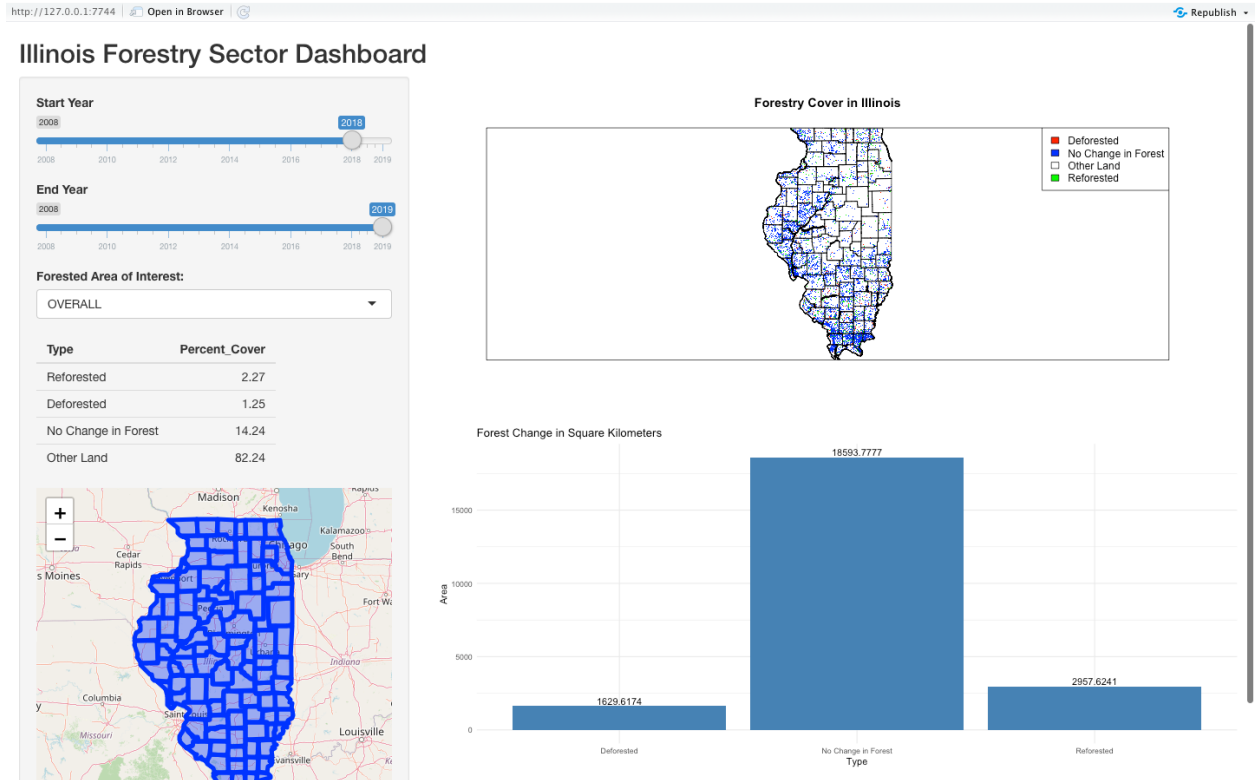 http://127.0.0.1:7744 Open in Browser Republish
Illinois Forestry Sector Dashboard
Start Year
2008 2018
2008 2010 2012 2014 2016 2018 2019
End Year
2008 2019
2008 2010 2012 2014 2016 2018 2019
Forested Area of Interest:
OVERALL
Type Percent_Cover
Reforested 2.27
Deforested 1.25
No Change in Forest 14.24
Other Land 82.24
+
−
Madison
Rapids
Kenosha
Kalamazoo
Cedar
Rapids
South
Bend
s Moines
Fort Wa
Indiana
Columbia
Missouri
Louisville
Forestry Cover in Illinois
Deforested
No Change in Forest
Other Land
Reforested
Forest Change in Square Kilometers
18593.7777
15000
10000
Area
5000
2957.6241
1629.6174
0
Deforested No Change in Forest Reforested
Type